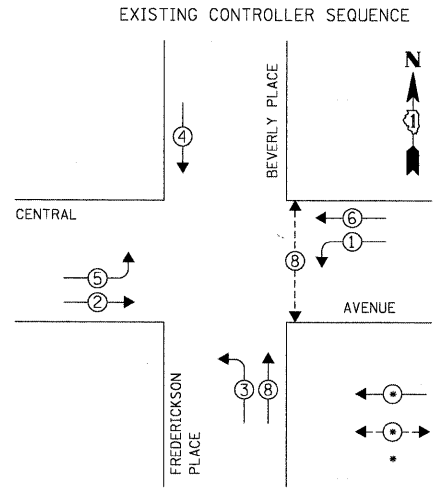 EXISTING CONTROLLER SEQUENCE
N
1
BEVERLY PLACE
4
CENTRAL
6
1
8
5
2
AVENUE
3
8
FREDERICKSON
PLACE
*
*
*